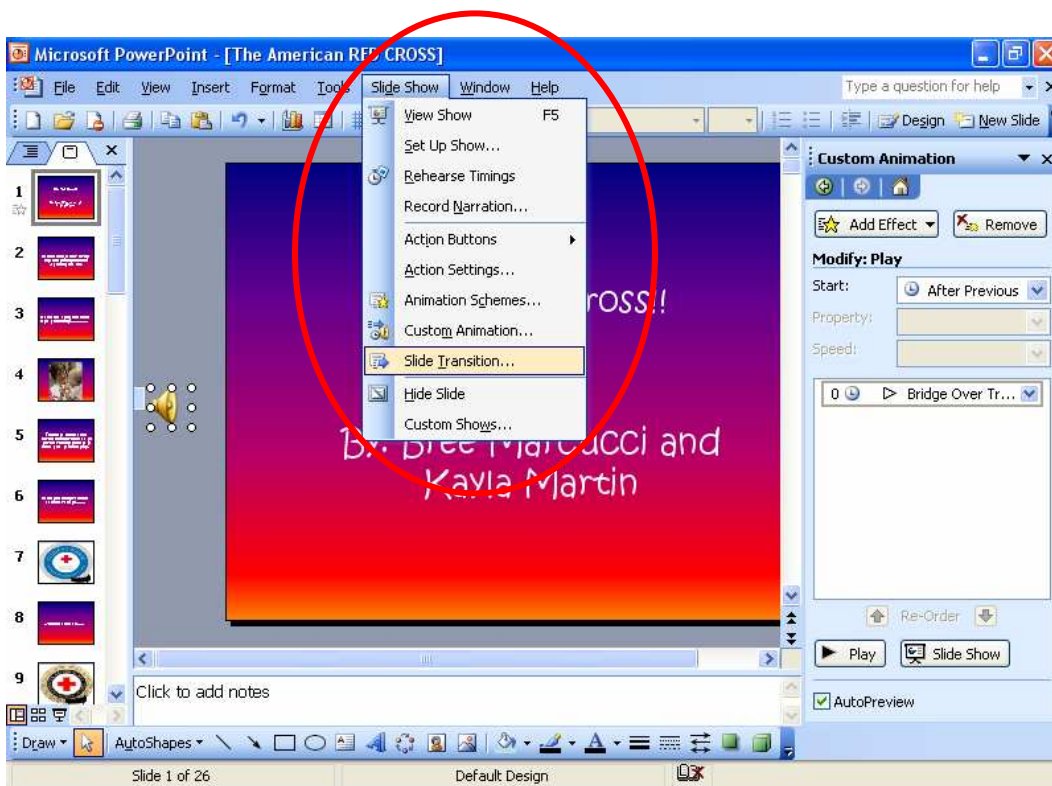 Microsoft PowerPoint - [The American RED CROSS]
File Edit View Insert Format Tools Slide Show Window Help
Type a question for help
Design New Slide
View Show F5
Set Up Show...
Rehearse Timings
Record Narration...
Action Buttons
Action Settings...
Animation Schemes...
Custom Animation...
Slide Transition...
Hide Slide
Custom Shows...
1
2
3
4
5
6
7
8
9
ross!!
By: Bree Marcucci and
Kayla Martin
Custom Animation
Add Effect Remove
Modify: Play
Start: After Previous
Property:
Speed:
0 Bridge Over Tr...
Re-Order
Play Slide Show
AutoPreview
Click to add notes
Draw AutoShapes
Slide 1 of 26 Default Design